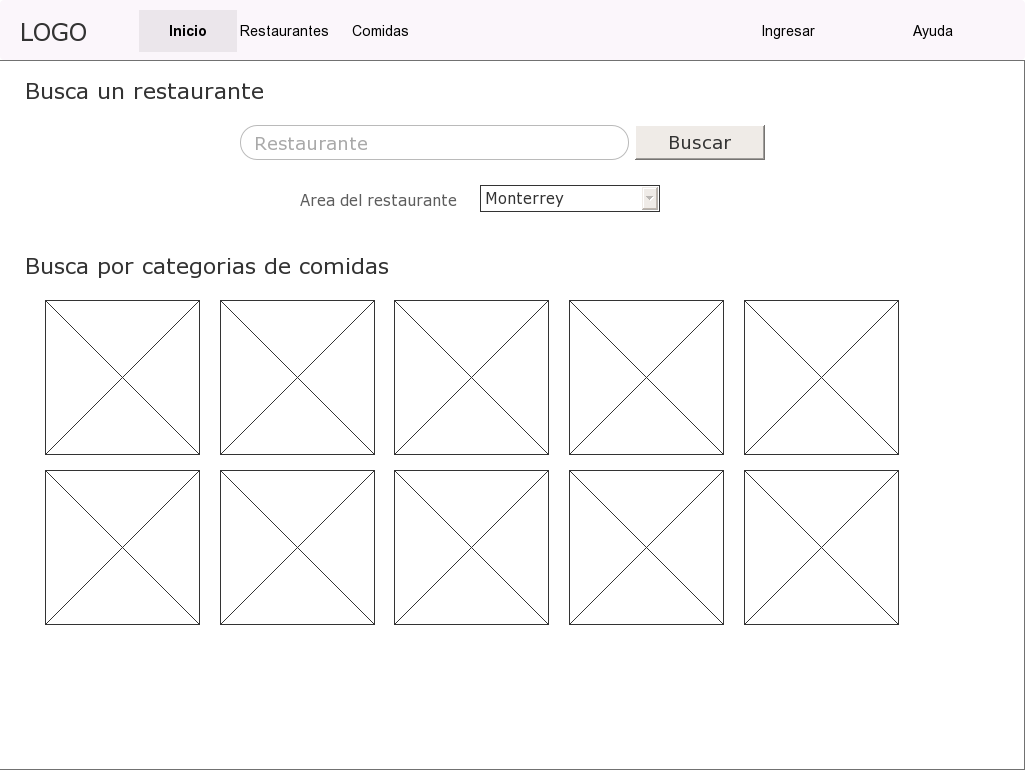 LOGO Inicio Restaurantes Comidas Ingresar Ayuda
Busca un restaurante
Restaurante Buscar
Area del restaurante Monterrey
Busca por categorias de comidas